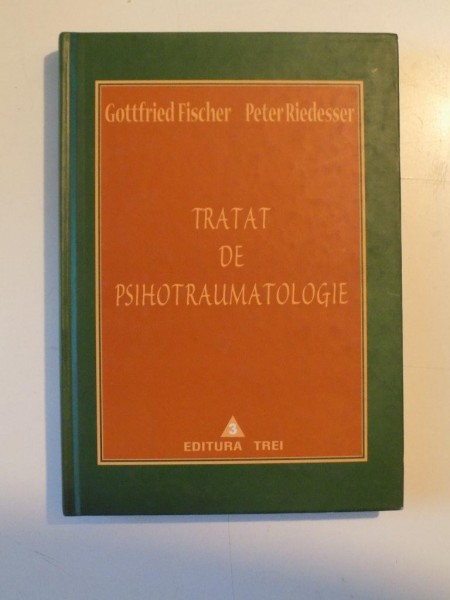 Gottfried Fischer Peter Riedesser
TRATAT
DE
PSIHOTRAUMATOLOGIE
3
EDITURA TREI